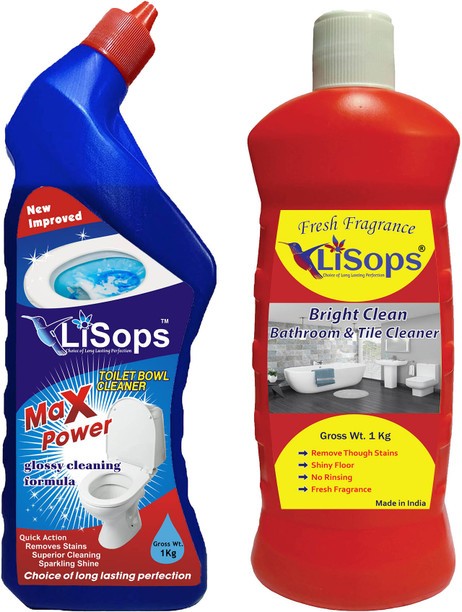 New
Improved
LiSops™
Choice of Long Lasting Perfection
TOILET BOWL
CLEANER
Max
Power
glossy cleaning
formula
Quick Action
Removes Stains
Superior Cleaning
Sparkling Shine
Gross Wt.
1Kg
Choice of long lasting perfection
Fresh Fragrance
LiSops®
Choice of Long Lasting Perfection
Bright Clean
Bathroom & Tile Cleaner
Gross Wt. 1 Kg
→ Remove Though Stains
→ Shiny Floor
→ No Rinsing
→ Fresh Fragrance
Made in India